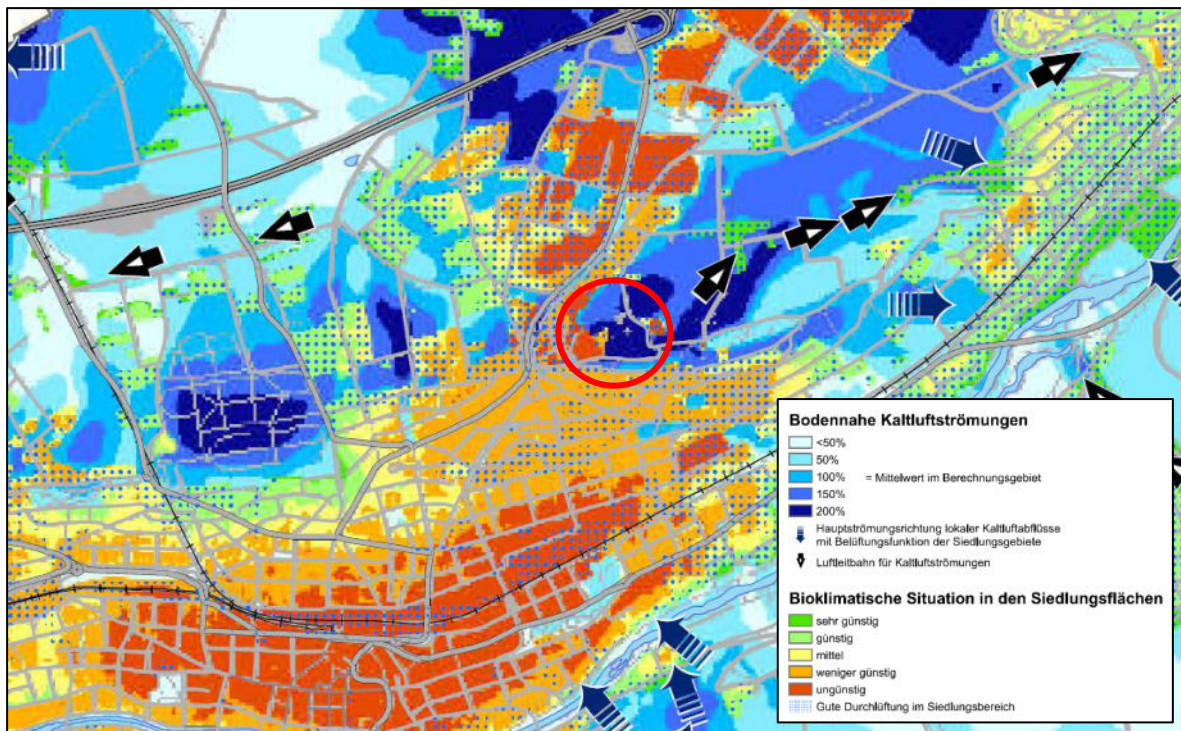 Bodennahe Kaltluftströmungen
<50%
50%
100% = Mittelwert im Berechnungsgebiet
150%
200%
Hauptströmungsrichtung lokaler Kaltluftabflüsse
mit Belüftungsfunktion der Siedlungsgebiete
Luftleitbahn für Kaltluftströmungen
Bioklimatische Situation in den Siedlungsflächen
sehr günstig
günstig
mittel
weniger günstig
ungünstig
Gute Durchlüftung im Siedlungsbereich